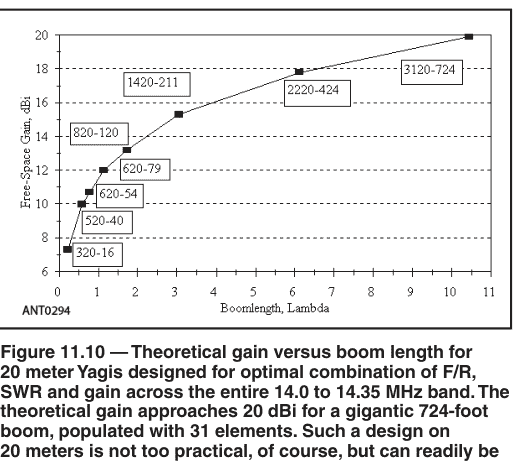 20
18
16
14
12
10
8
6
Free-Space Gain, dBi
1420-211
3120-724
2220-424
820-120
620-79
620-54
520-40
320-16
0 1 2 3 4 5 6 7 8 9 10 11
ANT0294
Boomlength, Lambda
Figure 11.10 — Theoretical gain versus boom length for
20 meter Yagis designed for optimal combination of F/R,
SWR and gain across the entire 14.0 to 14.35 MHz band. The
theoretical gain approaches 20 dBi for a gigantic 724-foot
boom, populated with 31 elements. Such a design on
20 meters is not too practical, of course, but can readily be